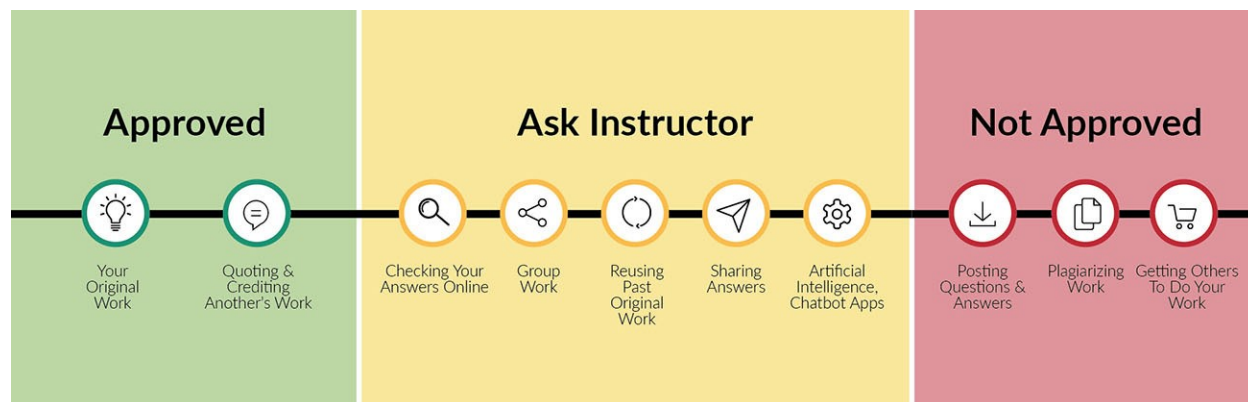 Approved
Your
Original
Work
Quoting &
Crediting
Another's Work
Ask Instructor
Checking Your
Answers Online
Group
Work
Reusing
Past
Original
Work
Sharing
Answers
Artificial
Intelligence,
Chatbot Apps
Not Approved
Posting
Questions &
Answers
Plagiarizing
Work
Getting Others
To Do Your
Work